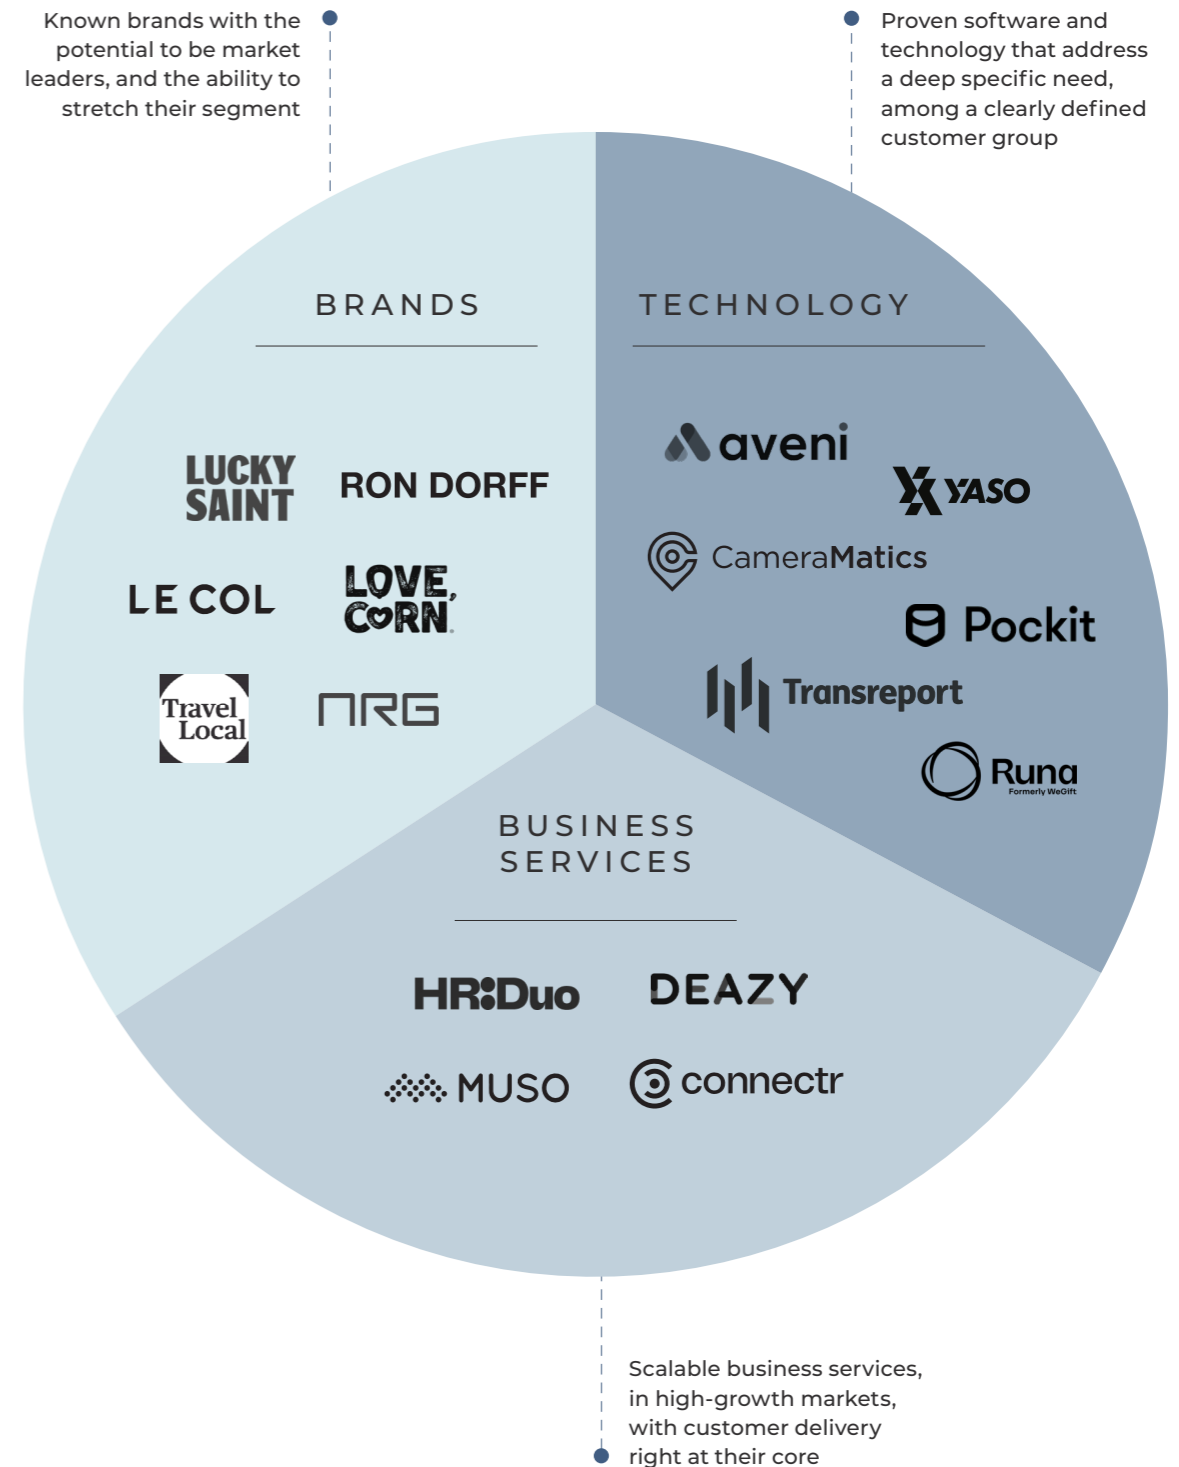 Known brands with the
potential to be market
leaders, and the ability to
stretch their segment
Proven software and
technology that address
a deep specific need,
among a clearly defined
customer group
BRANDS
LUCKY
SAINT
RON DORFF
LE COL
LOVE,
CORN
Travel
Local
NRG
TECHNOLOGY
aveni
YASO
CameraMatics
Pockit
Transreport
Runa
Formerly WeGift
BUSINESS
SERVICES
HR:Duo
DEAZY
MUSO
connectr
Scalable business services,
in high-growth markets,
with customer delivery
right at their core